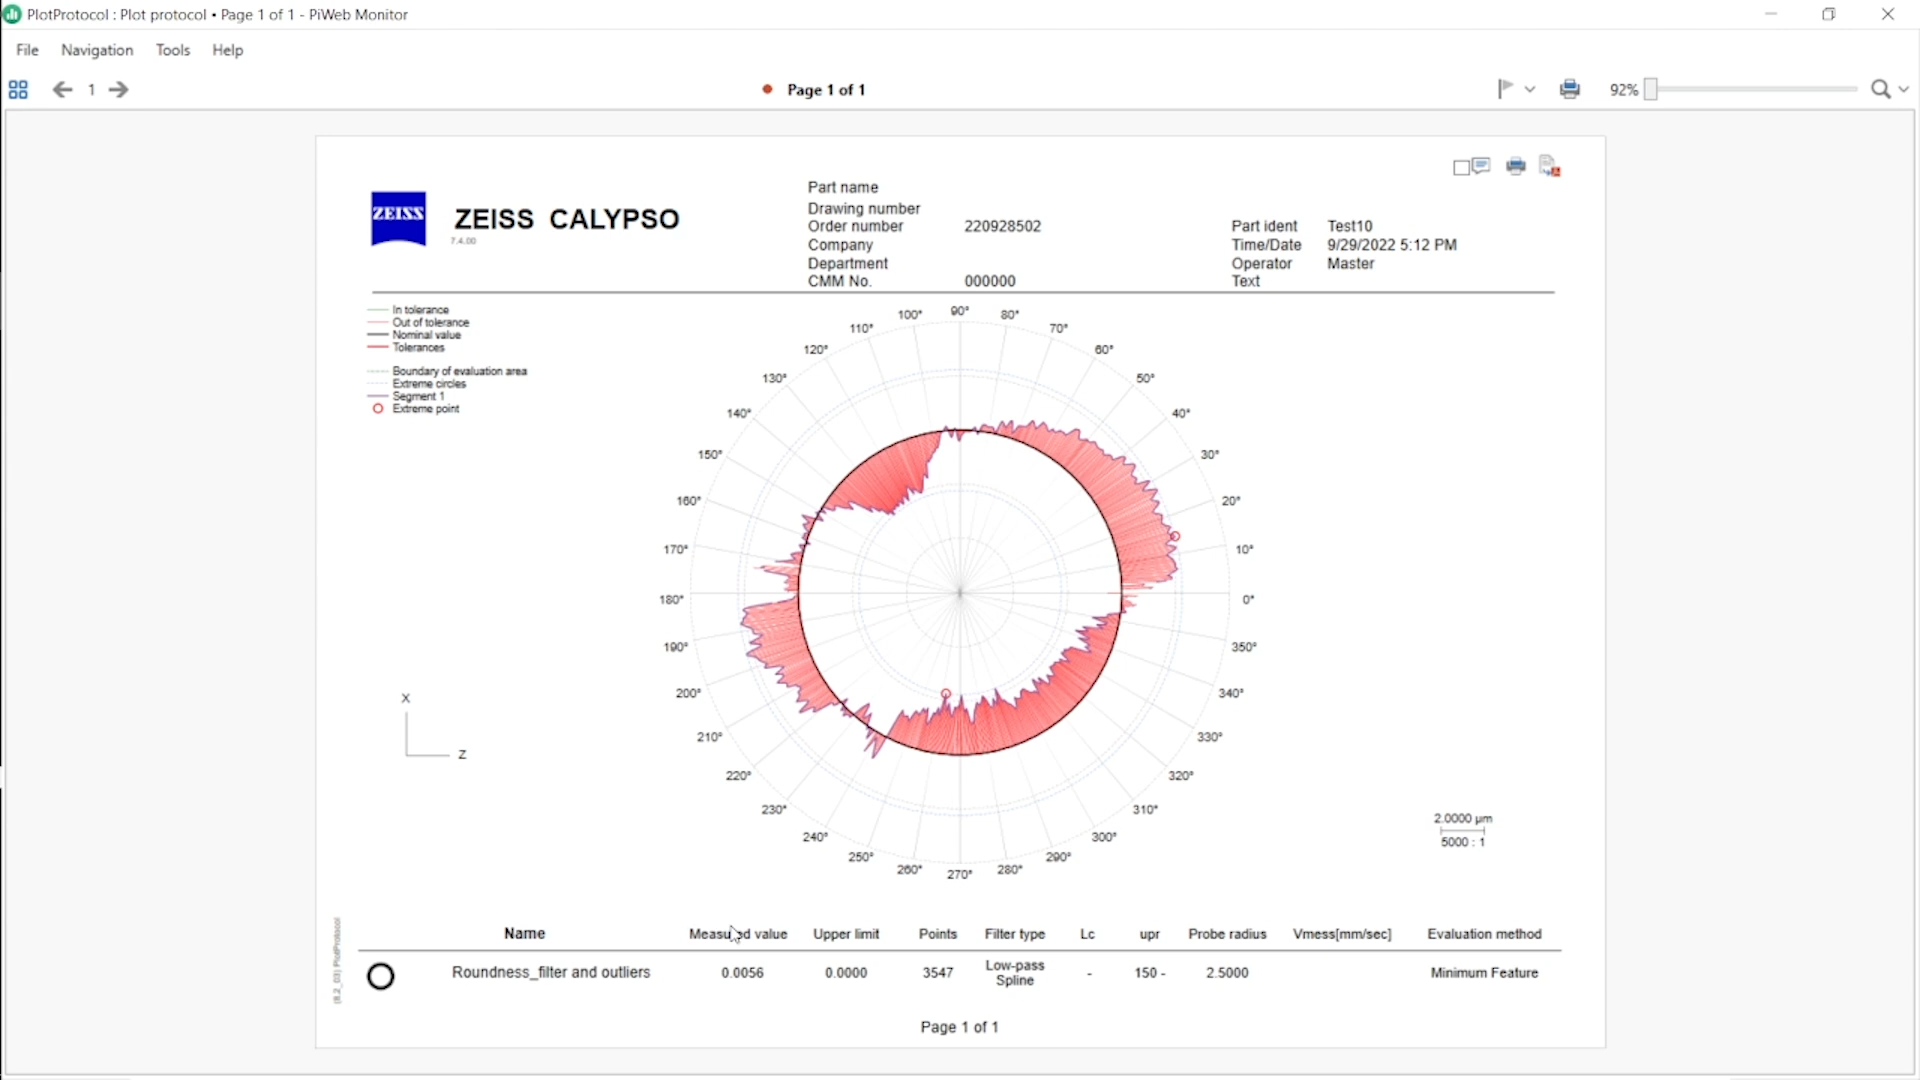 PlotProtocol : Plot protocol • Page 1 of 1 - PiWeb Monitor
File Navigation Tools Help
1
Page 1 of 1
92%
ZEISS
ZEISS CALYPSO
7.4.00
Part name
Drawing number
Order number 220928502
Company
Department
CMM No. 000000
Part ident Test10
Time/Date 9/29/2022 5:12 PM
Operator Master
Text
In tolerance
Out of tolerance
Nominal value
Tolerances
Boundary of evaluation area
Extreme circles
Segment 1
Extreme point
90°
100° 80°
110° 70°
120° 60°
130° 50°
140° 40°
150° 30°
160° 20°
170° 10°
180° 0°
190° 350°
200° 340°
210° 330°
220° 320°
230° 310°
240° 300°
250° 290°
260° 280°
270°
X
Z
2.0000 µm
5000 : 1
(8.2_03) PlotProtocol
Name Measured value Upper limit Points Filter type Lc upr Probe radius Vmess[mm/sec] Evaluation method
Roundness_filter and outliers 0.0056 0.0000 3547 Low-pass Spline - 150 - 2.5000 Minimum Feature
Page 1 of 1